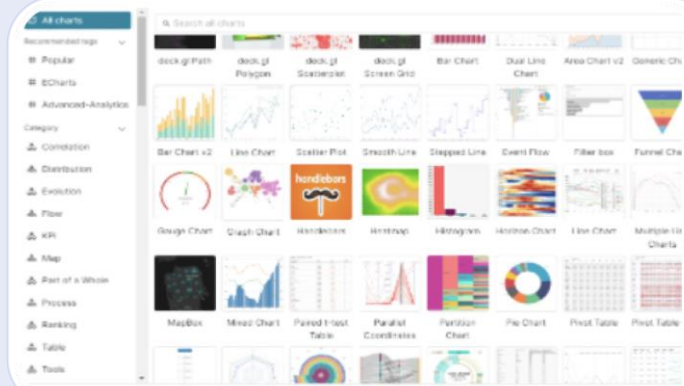 All charts
Search all charts
Recommended tags
# Popular
# ECharts
# Advanced-Analytics
Category
Correlation
Distribution
Evolution
Flow
KPI
Map
Part of a Whole
Process
Ranking
Table
Tools
deck.gl Path
deck.gl
Polygon
deck.gl
Scatterplot
deck.gl
Screen Grid
Bar Chart
Dual Line
Chart
Area Chart v2
Generic Ch
Bar Chart v2
Line Chart
Scatter Plot
Smooth Line
Stepped Line
Event Flow
Filter box
Funnel Cha
handlebars
Gauge Chart
Graph Chart
Handlebars
Heatmap
Histogram
Horizon Chart
Line Chart
Multiple Lin
Charts
MapBox
Mixed Chart
Paired t-test
Table
Parallel
Coordinates
Partition
Chart
Pie Chart
Pivot Table
Pivot Table